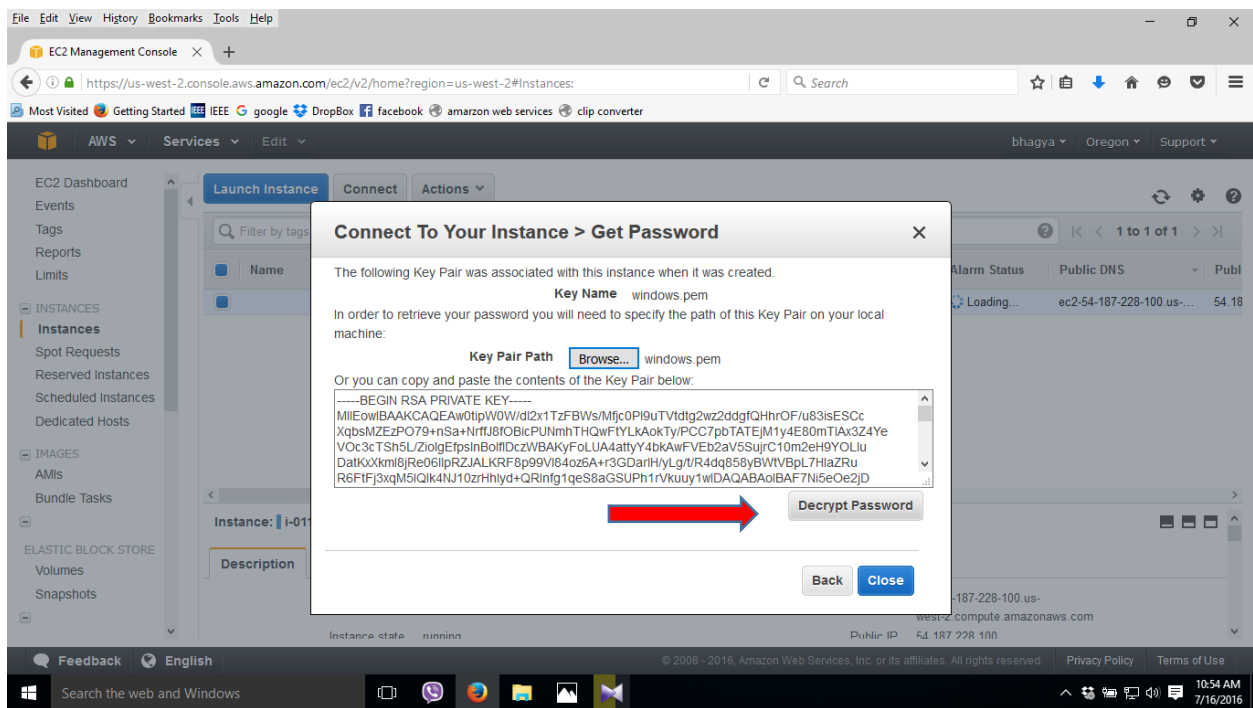 File Edit View History Bookmarks Tools Help
EC2 Management Console
https://us-west-2.console.aws.amazon.com/ec2/v2/home?region=us-west-2#Instances:
Search
Most Visited Getting Started IEEE google DropBox facebook amarzon web services clip converter
AWS Services Edit bhagya Oregon Support
EC2 Dashboard
Events
Tags
Reports
Limits
INSTANCES
Instances
Spot Requests
Reserved Instances
Scheduled Instances
Dedicated Hosts
IMAGES
AMIs
Bundle Tasks
ELASTIC BLOCK STORE
Volumes
Snapshots
Launch Instance Connect Actions
Filter by tags
1 to 1 of 1
Name Alarm Status Public DNS Publ
Loading... ec2-54-187-228-100.us-... 54.18
Connect To Your Instance > Get Password
The following Key Pair was associated with this instance when it was created.
Key Name windows.pem
In order to retrieve your password you will need to specify the path of this Key Pair on your local
machine:
Key Pair Path Browse... windows.pem
Or you can copy and paste the contents of the Key Pair below:
-----BEGIN RSA PRIVATE KEY-----
Decrypt Password
Back Close
Instance: i-01
Description
-187-228-100.us-
west-2.compute.amazonaws.com
Instance state running Public IP 54.187.228.100
Feedback English © 2008 - 2016, Amazon Web Services, Inc. or its affiliates. All rights reserved. Privacy Policy Terms of Use
Search the web and Windows
10:54 AM
7/16/2016